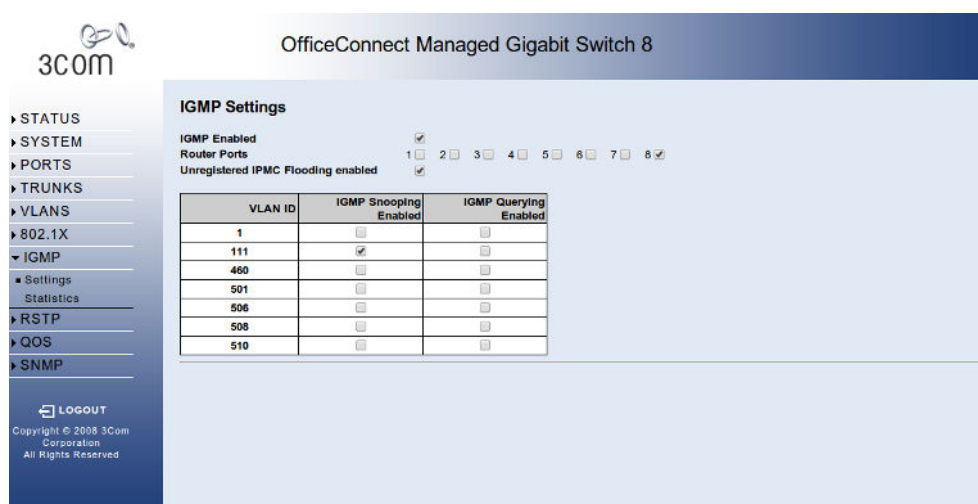 3COM
OfficeConnect Managed Gigabit Switch 8
STATUS
SYSTEM
PORTS
TRUNKS
VLANS
802.1X
IGMP
Settings
Statistics
RSTP
QOS
SNMP
LOGOUT
Copyright © 2008 3Com
Corporation
All Rights Reserved
IGMP Settings
IGMP Enabled
Router Ports 1 2 3 4 5 6 7 8
Unregistered IPMC Flooding enabled
VLAN ID IGMP Snooping Enabled IGMP Querying Enabled
1
111
460
501
506
508
510